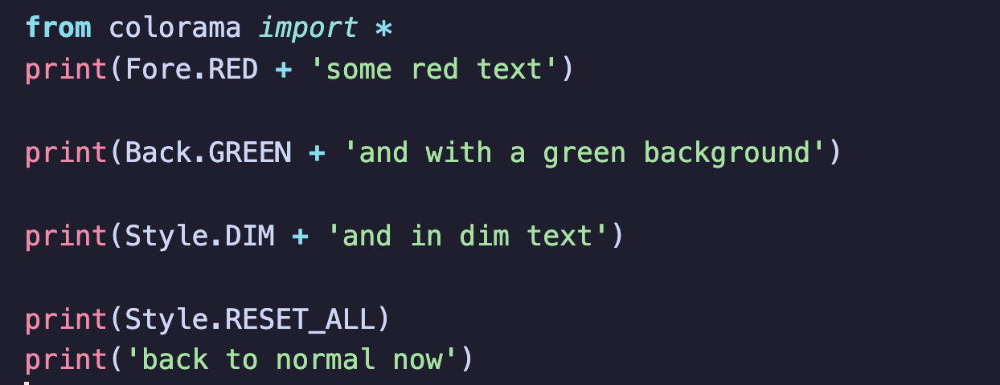 from colorama import *
print(Fore.RED + 'some red text')
print(Back.GREEN + 'and with a green background')
print(Style.DIM + 'and in dim text')
print(Style.RESET_ALL)
print('back to normal now')